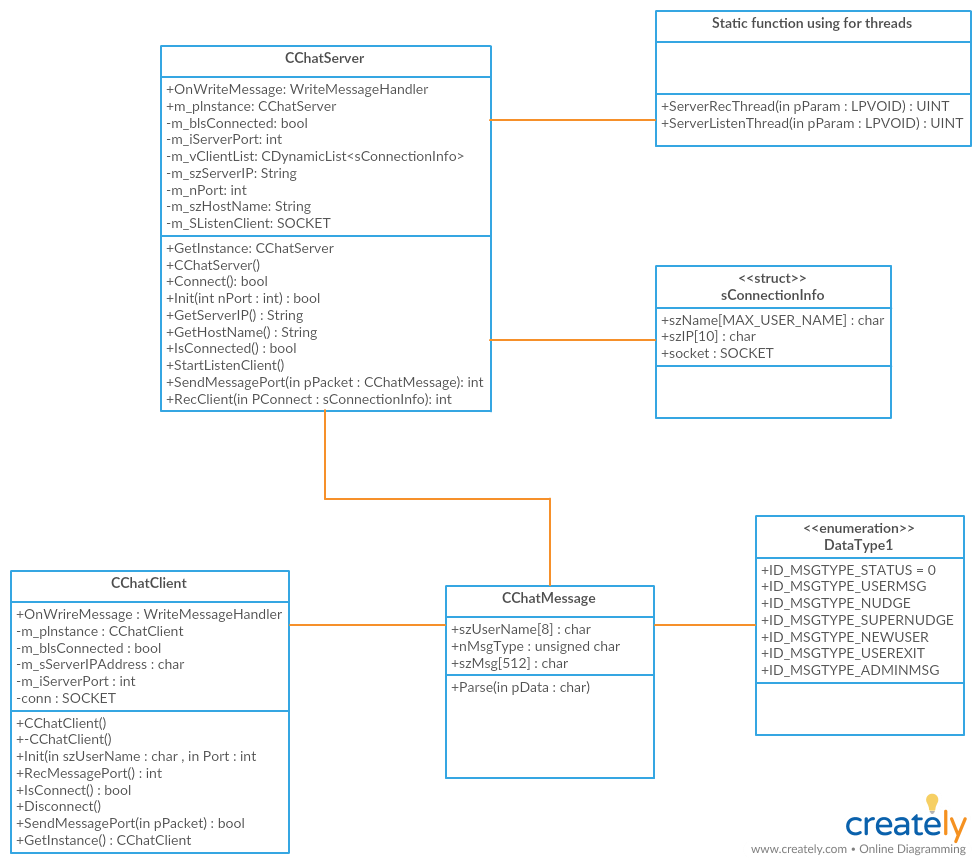 Static function using for threads
+ServerRecThread(in pParam : LPVOID) : UINT
+ServerListenThread(in pParam : LPVOID) : UINT
CChatServer
+OnWriteMessage: WriteMessageHandler
+m_pInstance: CChatServer
-m_bIsConnected: bool
-m_iServerPort: int
-m_vClientList: CDynamicList<sConnectionInfo>
-m_szServerIP: String
-m_nPort: int
-m_szHostName: String
-m_SListenClient: SOCKET
+GetInstance: CChatServer
+CChatServer()
+Connect(): bool
+Init(int nPort : int) : bool
+GetServerIP() : String
+GetHostName() : String
+IsConnected() : bool
+StartListenClient()
+SendMessagePort(in pPacket : CChatMessage): int
+RecClient(in PConnect : sConnectionInfo): int
<<struct>>
sConnectionInfo
+szName[MAX_USER_NAME] : char
+szIP[10] : char
+socket : SOCKET
<<enumeration>>
DataType1
+ID_MSGTYPE_STATUS = 0
+ID_MSGTYPE_USERMSG
+ID_MSGTYPE_NUDGE
+ID_MSGTYPE_SUPERNUDGE
+ID_MSGTYPE_NEWUSER
+ID_MSGTYPE_USEREXIT
+ID_MSGTYPE_ADMINMSG
CChatClient
+OnWrireMessage : WriteMessageHandler
-m_pInstance : CChatClient
-m_bIsConnected : bool
-m_sServerIPAddress : char
-m_iServerPort : int
-conn : SOCKET
+CChatClient()
+-CChatClient()
+Init(in szUserName : char , in Port : int
+RecMessagePort() : int
+IsConnect() : bool
+Disconnect()
+SendMessagePort(in pPacket) : bool
+GetInstance() : CChatClient
CChatMessage
+szUserName[8] : char
+nMsgType : unsigned char
+szMsg[512] : char
+Parse(in pData : char)
creately
www.creately.com • Online Diagramming